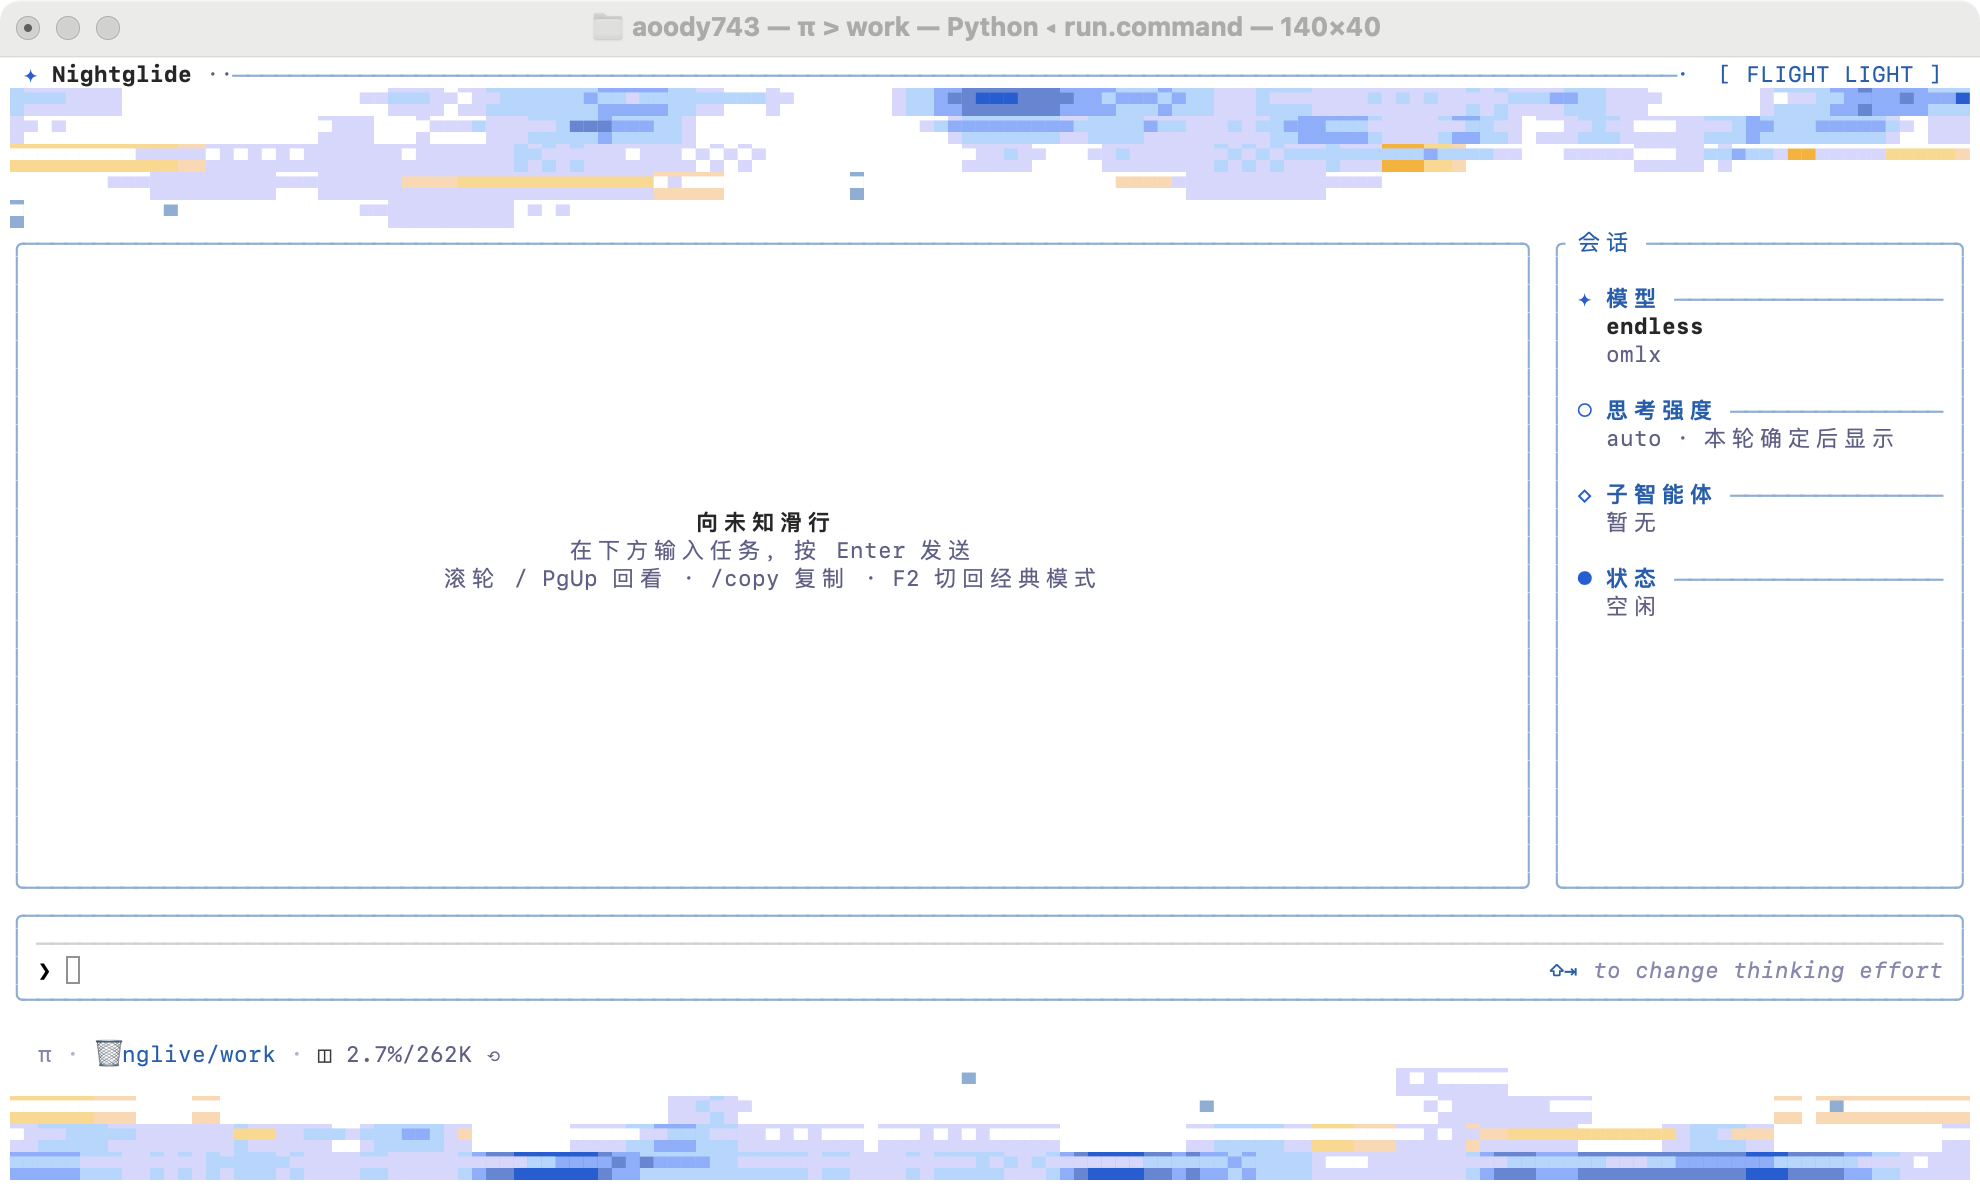 aoody743 — π > work — Python ◂ run.command — 140×40
✦ Nightglide ··
· [ FLIGHT LIGHT ]
向未知滑行
在下方输入任务，按 Enter 发送
滚轮 / PgUp 回看 · /copy 复制 · F2 切回经典模式
会话
✦ 模型
endless
omlx
○ 思考强度
auto · 本轮确定后显示
◇ 子智能体
暂无
● 状态
空闲
❯
⇧⇥ to change thinking effort
π · 🗑nglive/work · ◫ 2.7%/262K ⟲